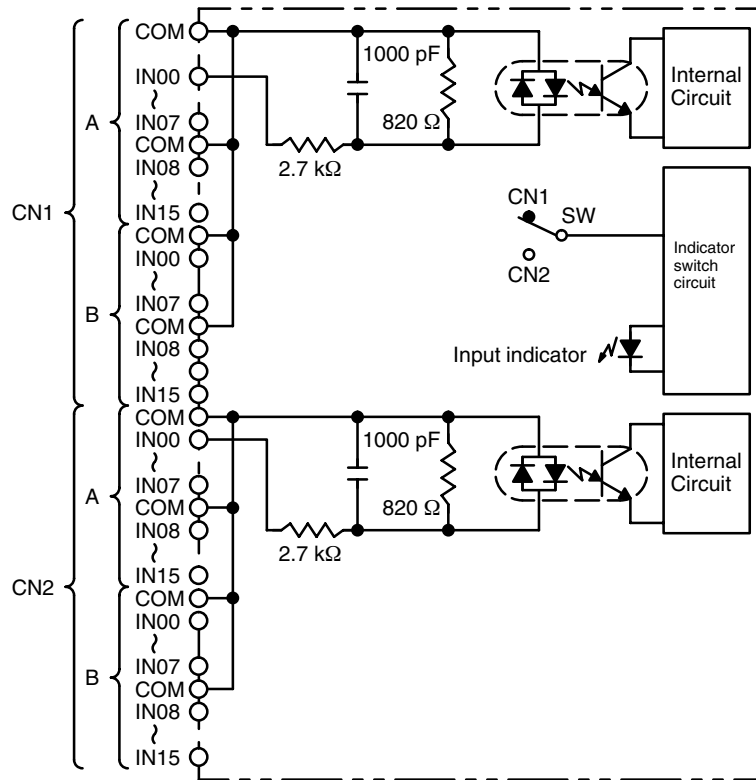 COM
IN00
~
IN07
COM
IN08
~
IN15
COM
IN00
~
IN07
COM
IN08
~
IN15
COM
IN00
~
IN07
COM
IN08
~
IN15
COM
IN00
~
IN07
COM
IN08
~
IN15
A
B
CN1
A
B
CN2
1000 pF
820 Ω
2.7 kΩ
Internal
Circuit
CN1
SW
CN2
Indicator
switch
circuit
Input indicator
1000 pF
820 Ω
2.7 kΩ
Internal
Circuit